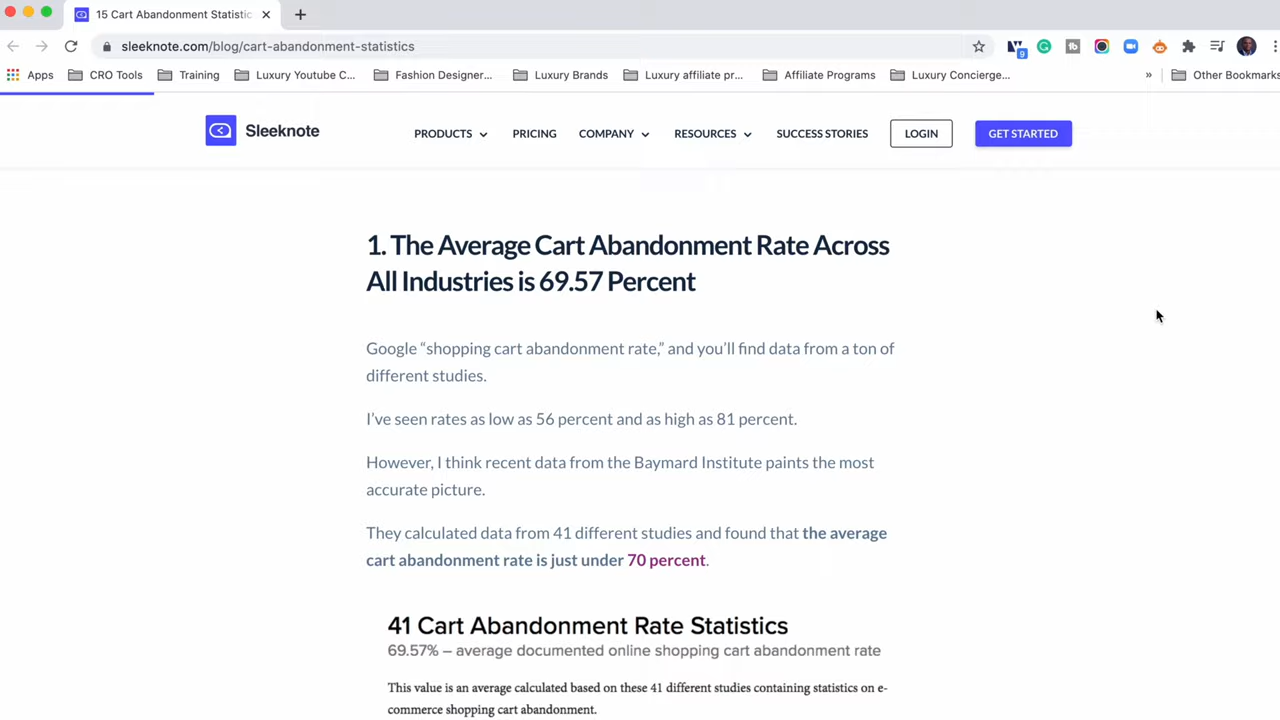 15 Cart Abandonment Statistic
sleeknote.com/blog/cart-abandonment-statistics
9
Apps CRO Tools Training Luxury Youtube C... Fashion Designer... Luxury Brands Luxury affiliate pr... Affiliate Programs Luxury Concierge... » Other Bookmarks
Sleeknote PRODUCTS PRICING COMPANY RESOURCES SUCCESS STORIES LOGIN GET STARTED
1. The Average Cart Abandonment Rate Across
All Industries is 69.57 Percent
Google “shopping cart abandonment rate,” and you’ll find data from a ton of
different studies.
I’ve seen rates as low as 56 percent and as high as 81 percent.
However, I think recent data from the Baymard Institute paints the most
accurate picture.
They calculated data from 41 different studies and found that the average
cart abandonment rate is just under 70 percent.
41 Cart Abandonment Rate Statistics
69.57% – average documented online shopping cart abandonment rate
This value is an average calculated based on these 41 different studies containing statistics on e-
commerce shopping cart abandonment.